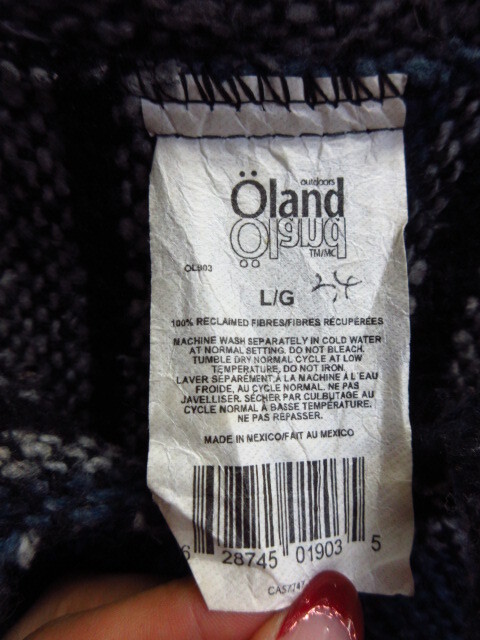 outdoors
Öland
Öland
TM/MC
OL903
L/G 24
100% RECLAIMED FIBRES/FIBRES RÉCUPÉRÉES
MACHINE WASH SEPARATELY IN COLD WATER
AT NORMAL SETTING. DO NOT BLEACH.
TUMBLE DRY NORMAL CYCLE AT LOW
TEMPERATURE. DO NOT IRON.
LAVER SÉPARÉMENT À LA MACHINE À L'EAU
FROIDE, AU CYCLE NORMAL. NE PAS
JAVELLISER. SÉCHER PAR CULBUTAGE AU
CYCLE NORMAL À BASSE TEMPÉRATURE.
NE PAS REPASSER.
MADE IN MEXICO/FAIT AU MEXICO
6 28745 01903 5